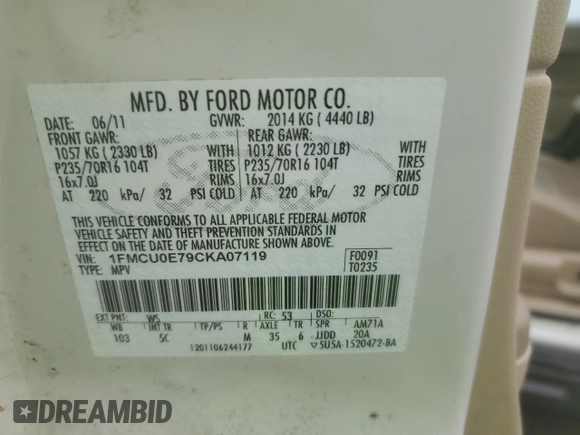 MFD. BY FORD MOTOR CO.
DATE: 06/11 GVWR: 2014 KG ( 4440 LB)
FRONT GAWR: REAR GAWR:
1057 KG ( 2330 LB) WITH 1012 KG ( 2230 LB) WITH
P235/70R16 104T TIRES P235/70R16 104T TIRES
16x7.0J RIMS 16x7.0J RIMS
AT 220 kPa/ 32 PSI COLD AT 220 kPa/ 32 PSI COLD
THIS VEHICLE CONFORMS TO ALL APPLICABLE FEDERAL MOTOR
VEHICLE SAFETY AND THEFT PREVENTION STANDARDS IN
EFFECT ON THE DATE OF MANUFACTURE SHOWN ABOVE.
VIN: 1FMCU0E79CKA07119 F0091
TYPE: MPV T0235
EXT PNT: WS RC: 53 DSO:
WB INT TR TP/PS R AXLE TR SPR AM71A
103 5C M 35 6 JJDD 20A
1201106244177 UTC 5U5A-1520472-BA
DREAMBID